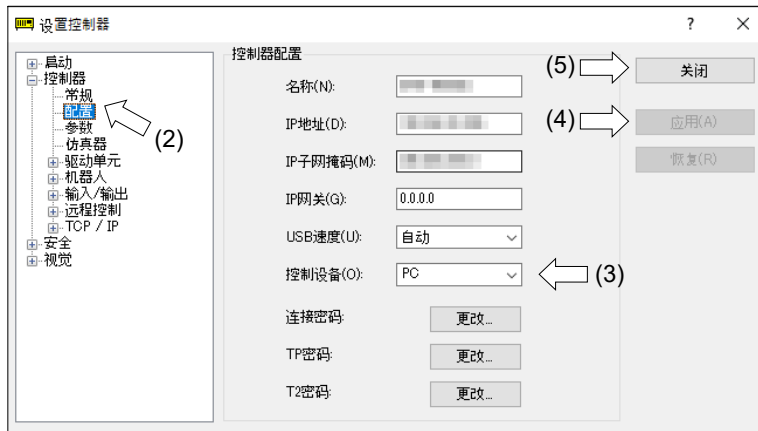 设置控制器
? ×
启动
控制器
常规
配置
参数
仿真器
驱动单元
机器人
输入/输出
远程控制
TCP / IP
安全
视觉
(2)
控制器配置
名称(N):
IP地址(D):
IP子网掩码(M):
IP网关(G): 0.0.0.0
USB速度(U): 自动
控制设备(O): PC
(3)
连接密码: 更改...
TP密码: 更改...
T2密码: 更改...
(5)
关闭
(4)
应用(A)
恢复(R)